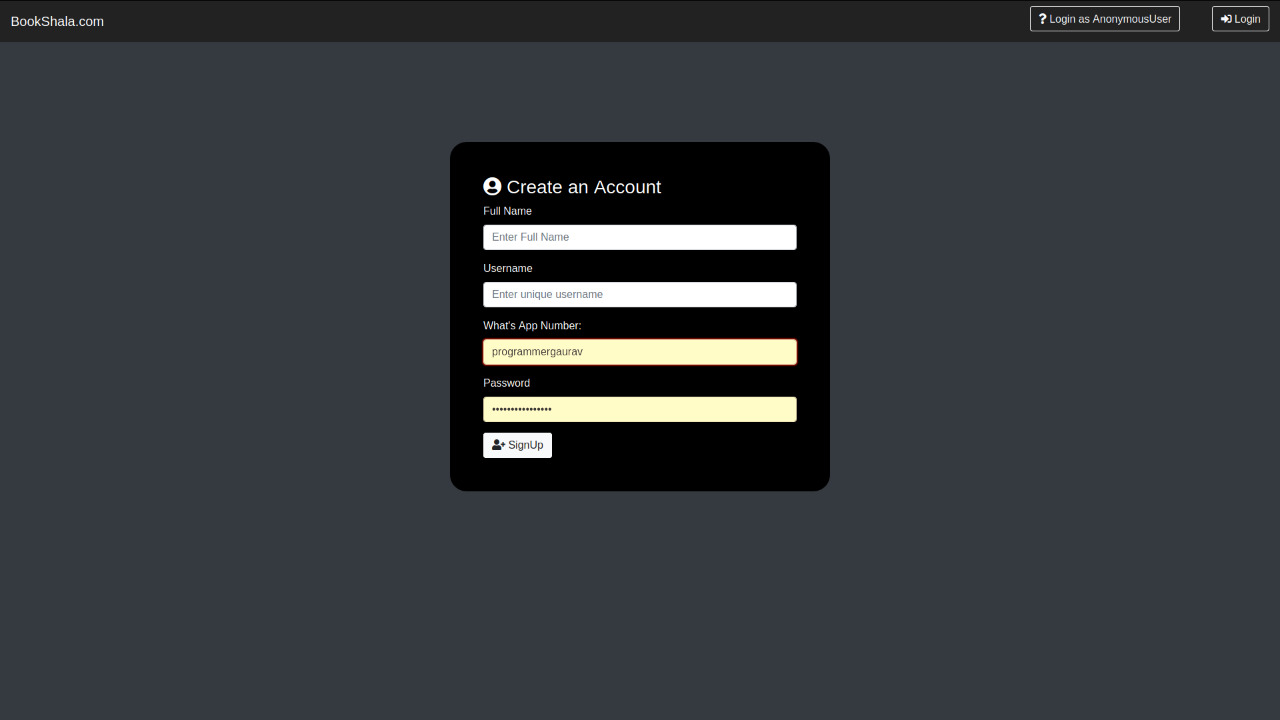 BookShala.com
? Login as AnonymousUser
Login
Create an Account
Full Name
Enter Full Name
Username
Enter unique username
What's App Number:
programmergaurav
Password
••••••••••••••••
SignUp